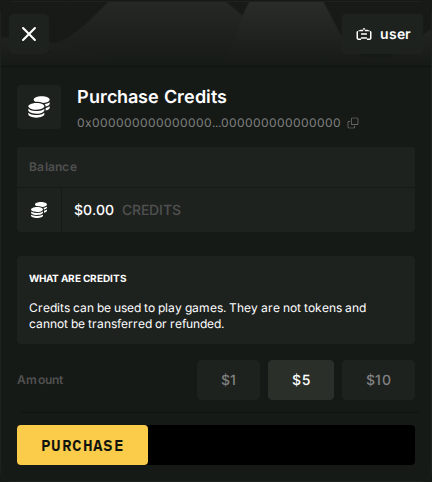 user
Purchase Credits
0x000000000000000...000000000000000
Balance
$0.00 CREDITS
WHAT ARE CREDITS
Credits can be used to play games. They are not tokens and
cannot be transferred or refunded.
Amount $1 $5 $10
PURCHASE